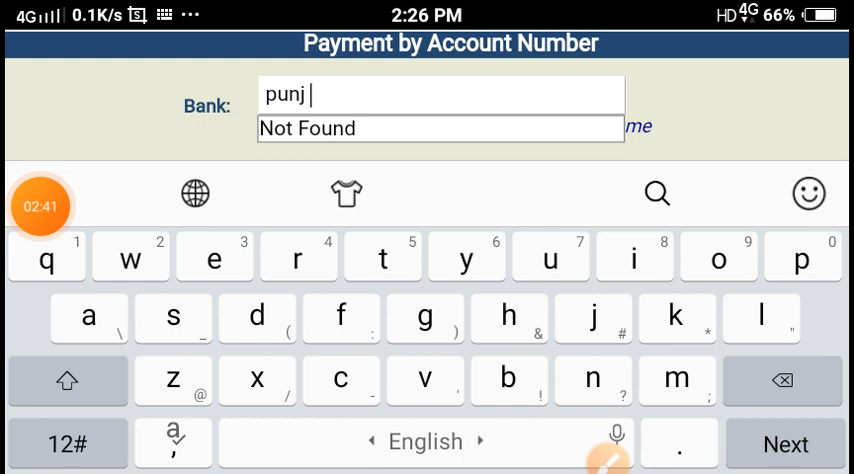 4G 0.1K/s S ... 2:26 PM HD 4G 66%
Payment by Account Number
Bank: punj
Not Found me
02:41
1 2 3 4 5 6 7 8 9 0
q w e r t y u i o p
a s d f g h j k l
\ _ ( : ) & # * "
z x c v b n m
@ / - ' ! ? ;
12# a , English . Next